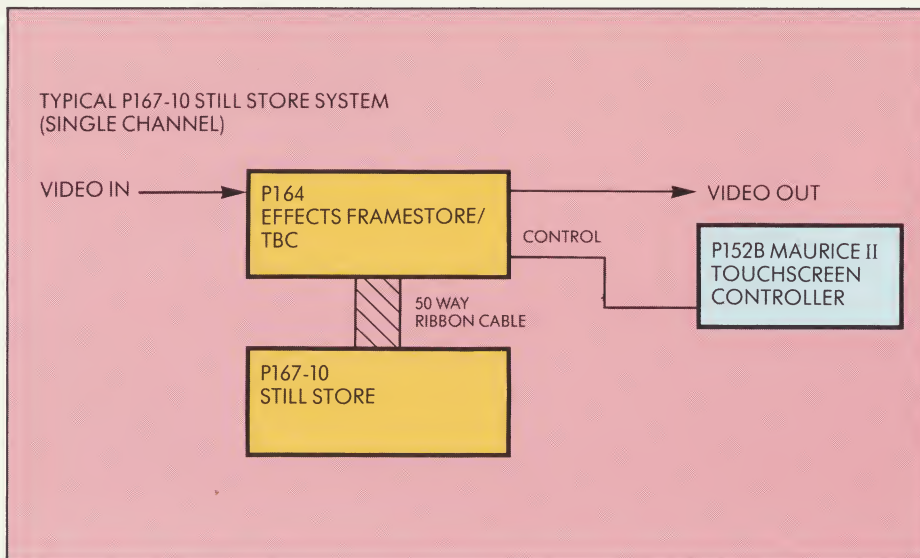 TYPICAL P167-10 STILL STORE SYSTEM
(SINGLE CHANNEL)
VIDEO IN
P164
EFFECTS FRAMESTORE/
TBC
VIDEO OUT
CONTROL
P152B MAURICE II
TOUCHSCREEN
CONTROLLER
50 WAY
RIBBON CABLE
P167-10
STILL STORE